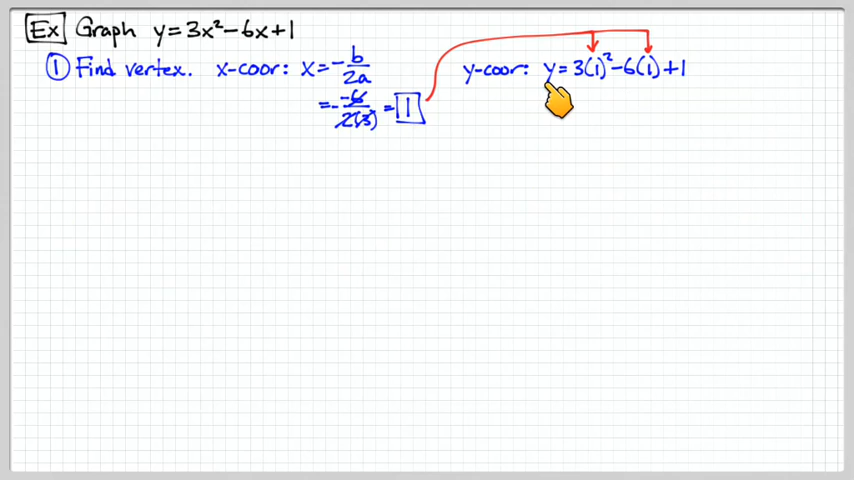 Ex Graph y=3x²-6x+1
① Find vertex. x-coor: x=-b/2a y-coor: y=3(1)²-6(1)+1
=-(-6)/2(3)=1